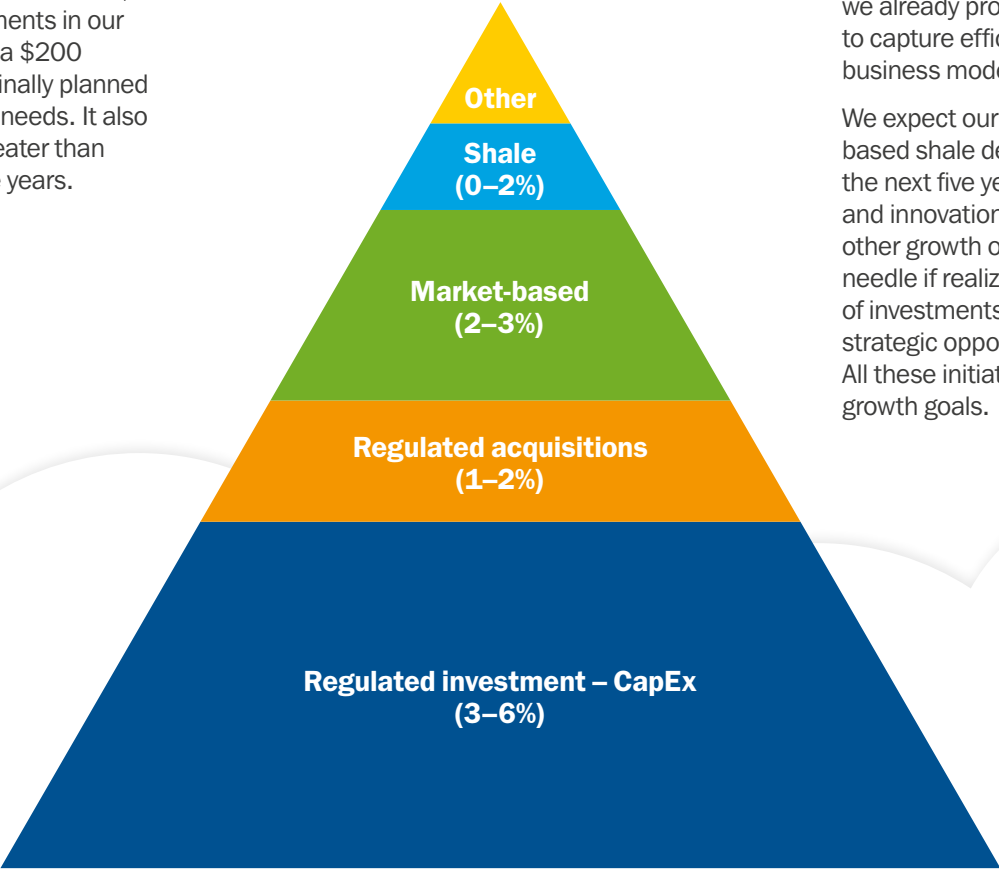 ments in our
a $200
inally planned
needs. It also
eater than
years.
Other
Shale
(0–2%)
Market-based
(2–3%)
Regulated acquisitions
(1–2%)
Regulated investment – CapEx
(3–6%)
we already pro
to capture effic
business mode
We expect our
based shale de
the next five ye
and innovation
other growth o
needle if realiz
of investments
strategic oppo
All these initiat
growth goals.